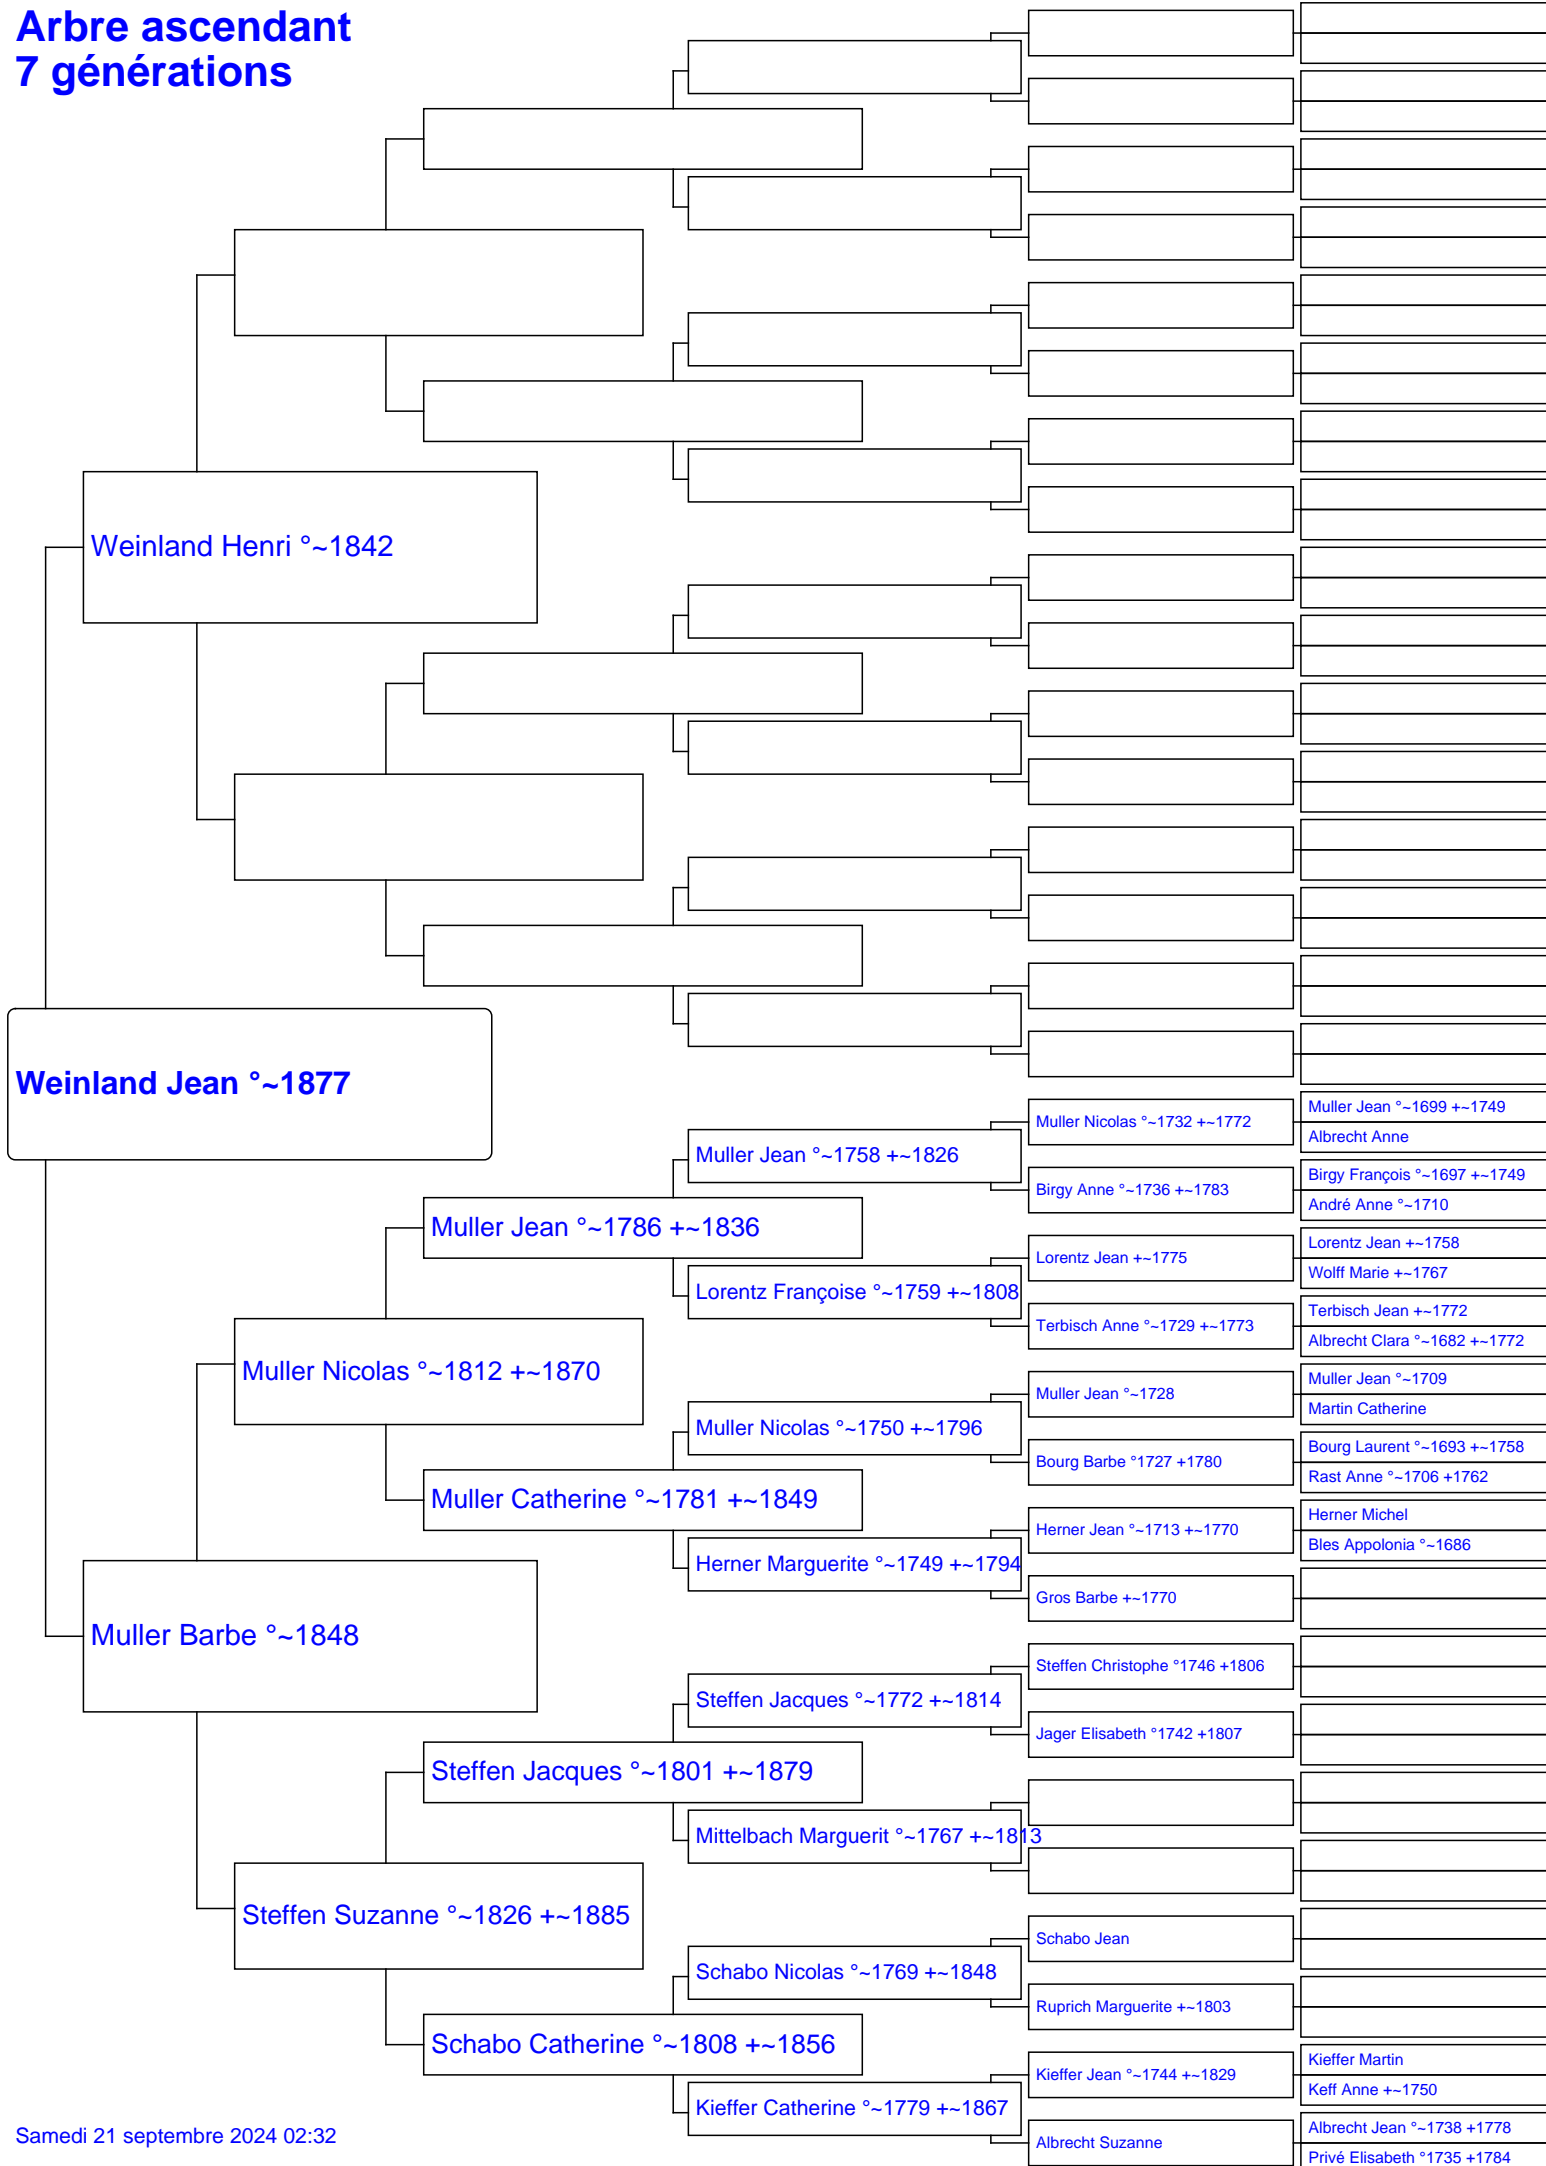 Arbre ascendant
7 générations
Weinland Henri °~1842
Weinland Jean °~1877
Muller Nicolas °~1732 +~1772
Muller Jean °~1699 +~1749
Albrecht Anne
Muller Jean °~1758 +~1826
Birgy Anne °~1736 +~1783
Birgy François °~1697 +~1749
André Anne °~1710
Muller Jean °~1786 +~1836
Lorentz Jean +~1775
Lorentz Jean +~1758
Wolff Marie +~1767
Lorentz Françoise °~1759 +~1808
Terbisch Anne °~1729 +~1773
Terbisch Jean +~1772
Albrecht Clara °~1682 +~1772
Muller Nicolas °~1812 +~1870
Muller Jean °~1728
Muller Jean °~1709
Martin Catherine
Muller Nicolas °~1750 +~1796
Bourg Barbe °1727 +1780
Bourg Laurent °~1693 +~1758
Rast Anne °~1706 +1762
Muller Catherine °~1781 +~1849
Herner Jean °~1713 +~1770
Herner Michel
Bles Appolonia °~1686
Herner Marguerite °~1749 +~1794
Gros Barbe +~1770
Muller Barbe °~1848
Steffen Christophe °1746 +1806
Steffen Jacques °~1772 +~1814
Jager Elisabeth °1742 +1807
Steffen Jacques °~1801 +~1879
Mittelbach Marguerit °~1767 +~1813
Steffen Suzanne °~1826 +~1885
Schabo Jean
Schabo Nicolas °~1769 +~1848
Ruprich Marguerite +~1803
Schabo Catherine °~1808 +~1856
Kieffer Jean °~1744 +~1829
Kieffer Martin
Keff Anne +~1750
Kieffer Catherine °~1779 +~1867
Albrecht Suzanne
Albrecht Jean °~1738 +1778
Privé Elisabeth °1735 +1784
Samedi 21 septembre 2024 02:32